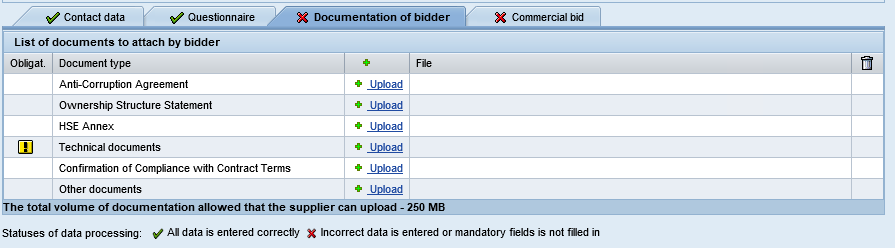 Contact data Questionnaire Documentation of bidder Commercial bid
List of documents to attach by bidder
Obligat. Document type File
Anti-Corruption Agreement Upload
Ownership Structure Statement Upload
HSE Annex Upload
Technical documents Upload
Confirmation of Compliance with Contract Terms Upload
Other documents Upload
The total volume of documentation allowed that the supplier can upload - 250 MB
Statuses of data processing: All data is entered correctly Incorrect data is entered or mandatory fields is not filled in